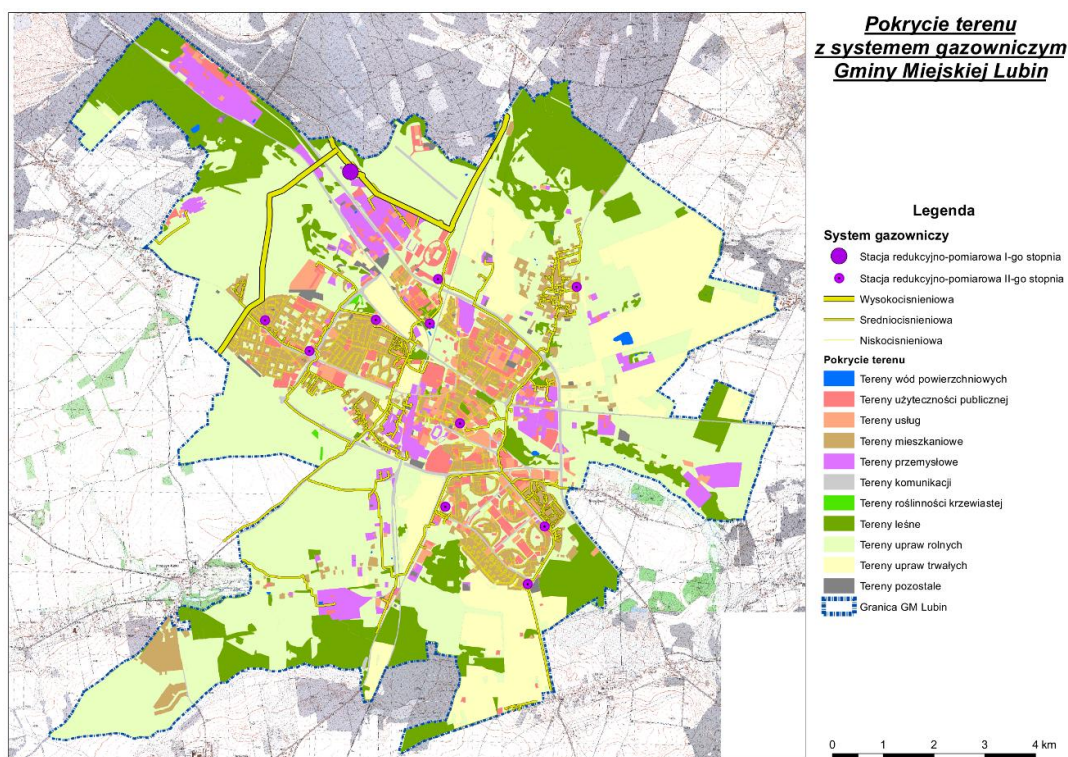 Pokrycie terenu
z systemem gazowniczym
Gminy Miejskiej Lubin
Legenda
System gazowniczy
Stacja redukcyjno-pomiarowa I-go stopnia
Stacja redukcyjno-pomiarowa II-go stopnia
Wysokocisnieniowa
Sredniocisnieniowa
Niskocisnieniowa
Pokrycie terenu
Tereny wód powierzchniowych
Tereny użyteczności publicznej
Tereny usług
Tereny mieszkaniowe
Tereny przemysłowe
Tereny komunikacji
Tereny roślinności krzewiastej
Tereny leśne
Tereny upraw rolnych
Tereny upraw trwałych
Tereny pozostałe
Granica GM Lubin
0 1 2 3 4 km